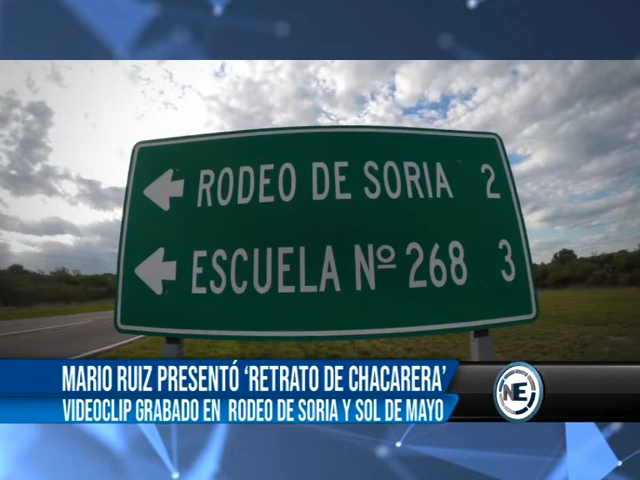 RODEO DE SORIA 2
ESCUELA Nº 268 3
MARIO RUIZ PRESENTÓ ‘RETRATO DE CHACARERA’
VIDEOCLIP GRABADO EN RODEO DE SORIA Y SOL DE MAYO
NE